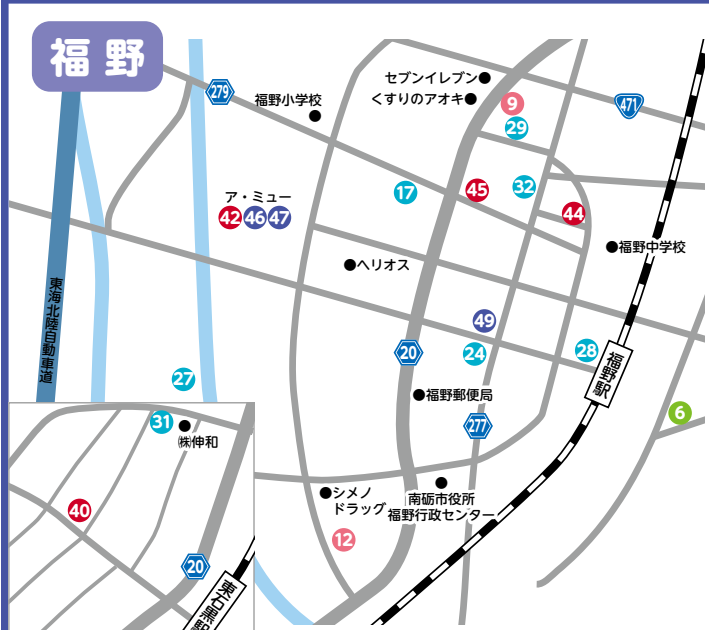 福野
279
福野小学校
セブンイレブン
くすりのアオキ
9
471
29
ア・ミュー
42 46 47
17
45
32
44
福野中学校
ヘリオス
東海北陸自動車道
49
20
24
28
福野駅
27
福野郵便局
277
6
31
㈱伸和
40
シメノ
ドラッグ
南砺市役所
福野行政センター
12
20
東石黒駅